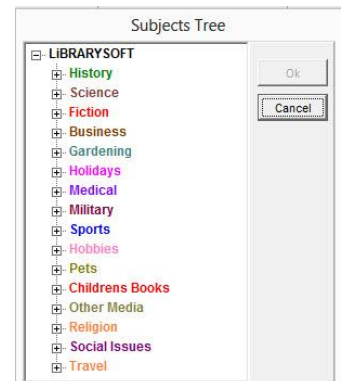 Subjects Tree
LiBRARYSOFT
History
Ok
Science
Cancel
Fiction
Business
Gardening
Holidays
Medical
Military
Sports
Hobbies
Pets
Childrens Books
Other Media
Religion
Social Issues
Travel